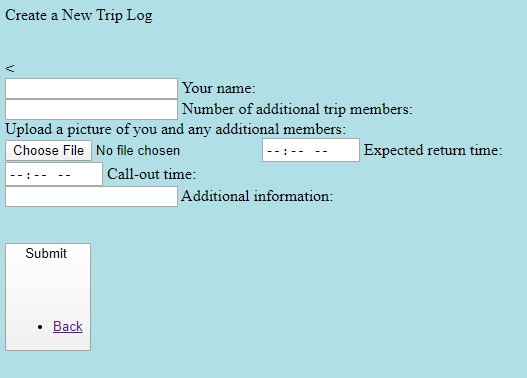 Create a New Trip Log
<
Your name:
Number of additional trip members:
Upload a picture of you and any additional members:
Choose File No file chosen --:-- -- Expected return time:
--:-- -- Call-out time:
Additional information:
Submit
• Back